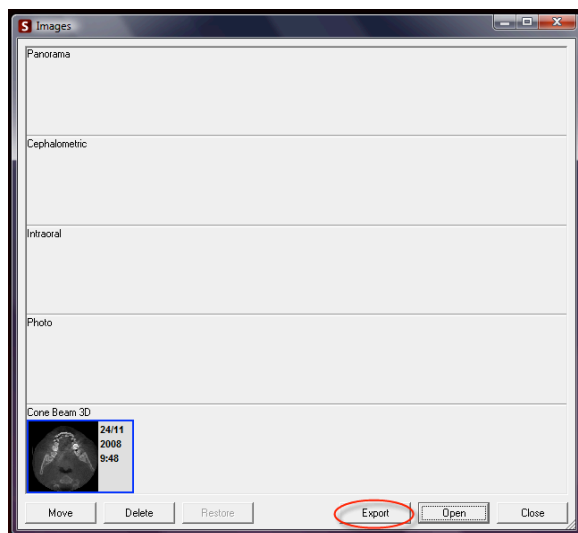 S Images
Panorama
Cephalometric
Intraoral
Photo
Cone Beam 3D
24/11
2008
9:48
Move Delete Restore Export Open Close